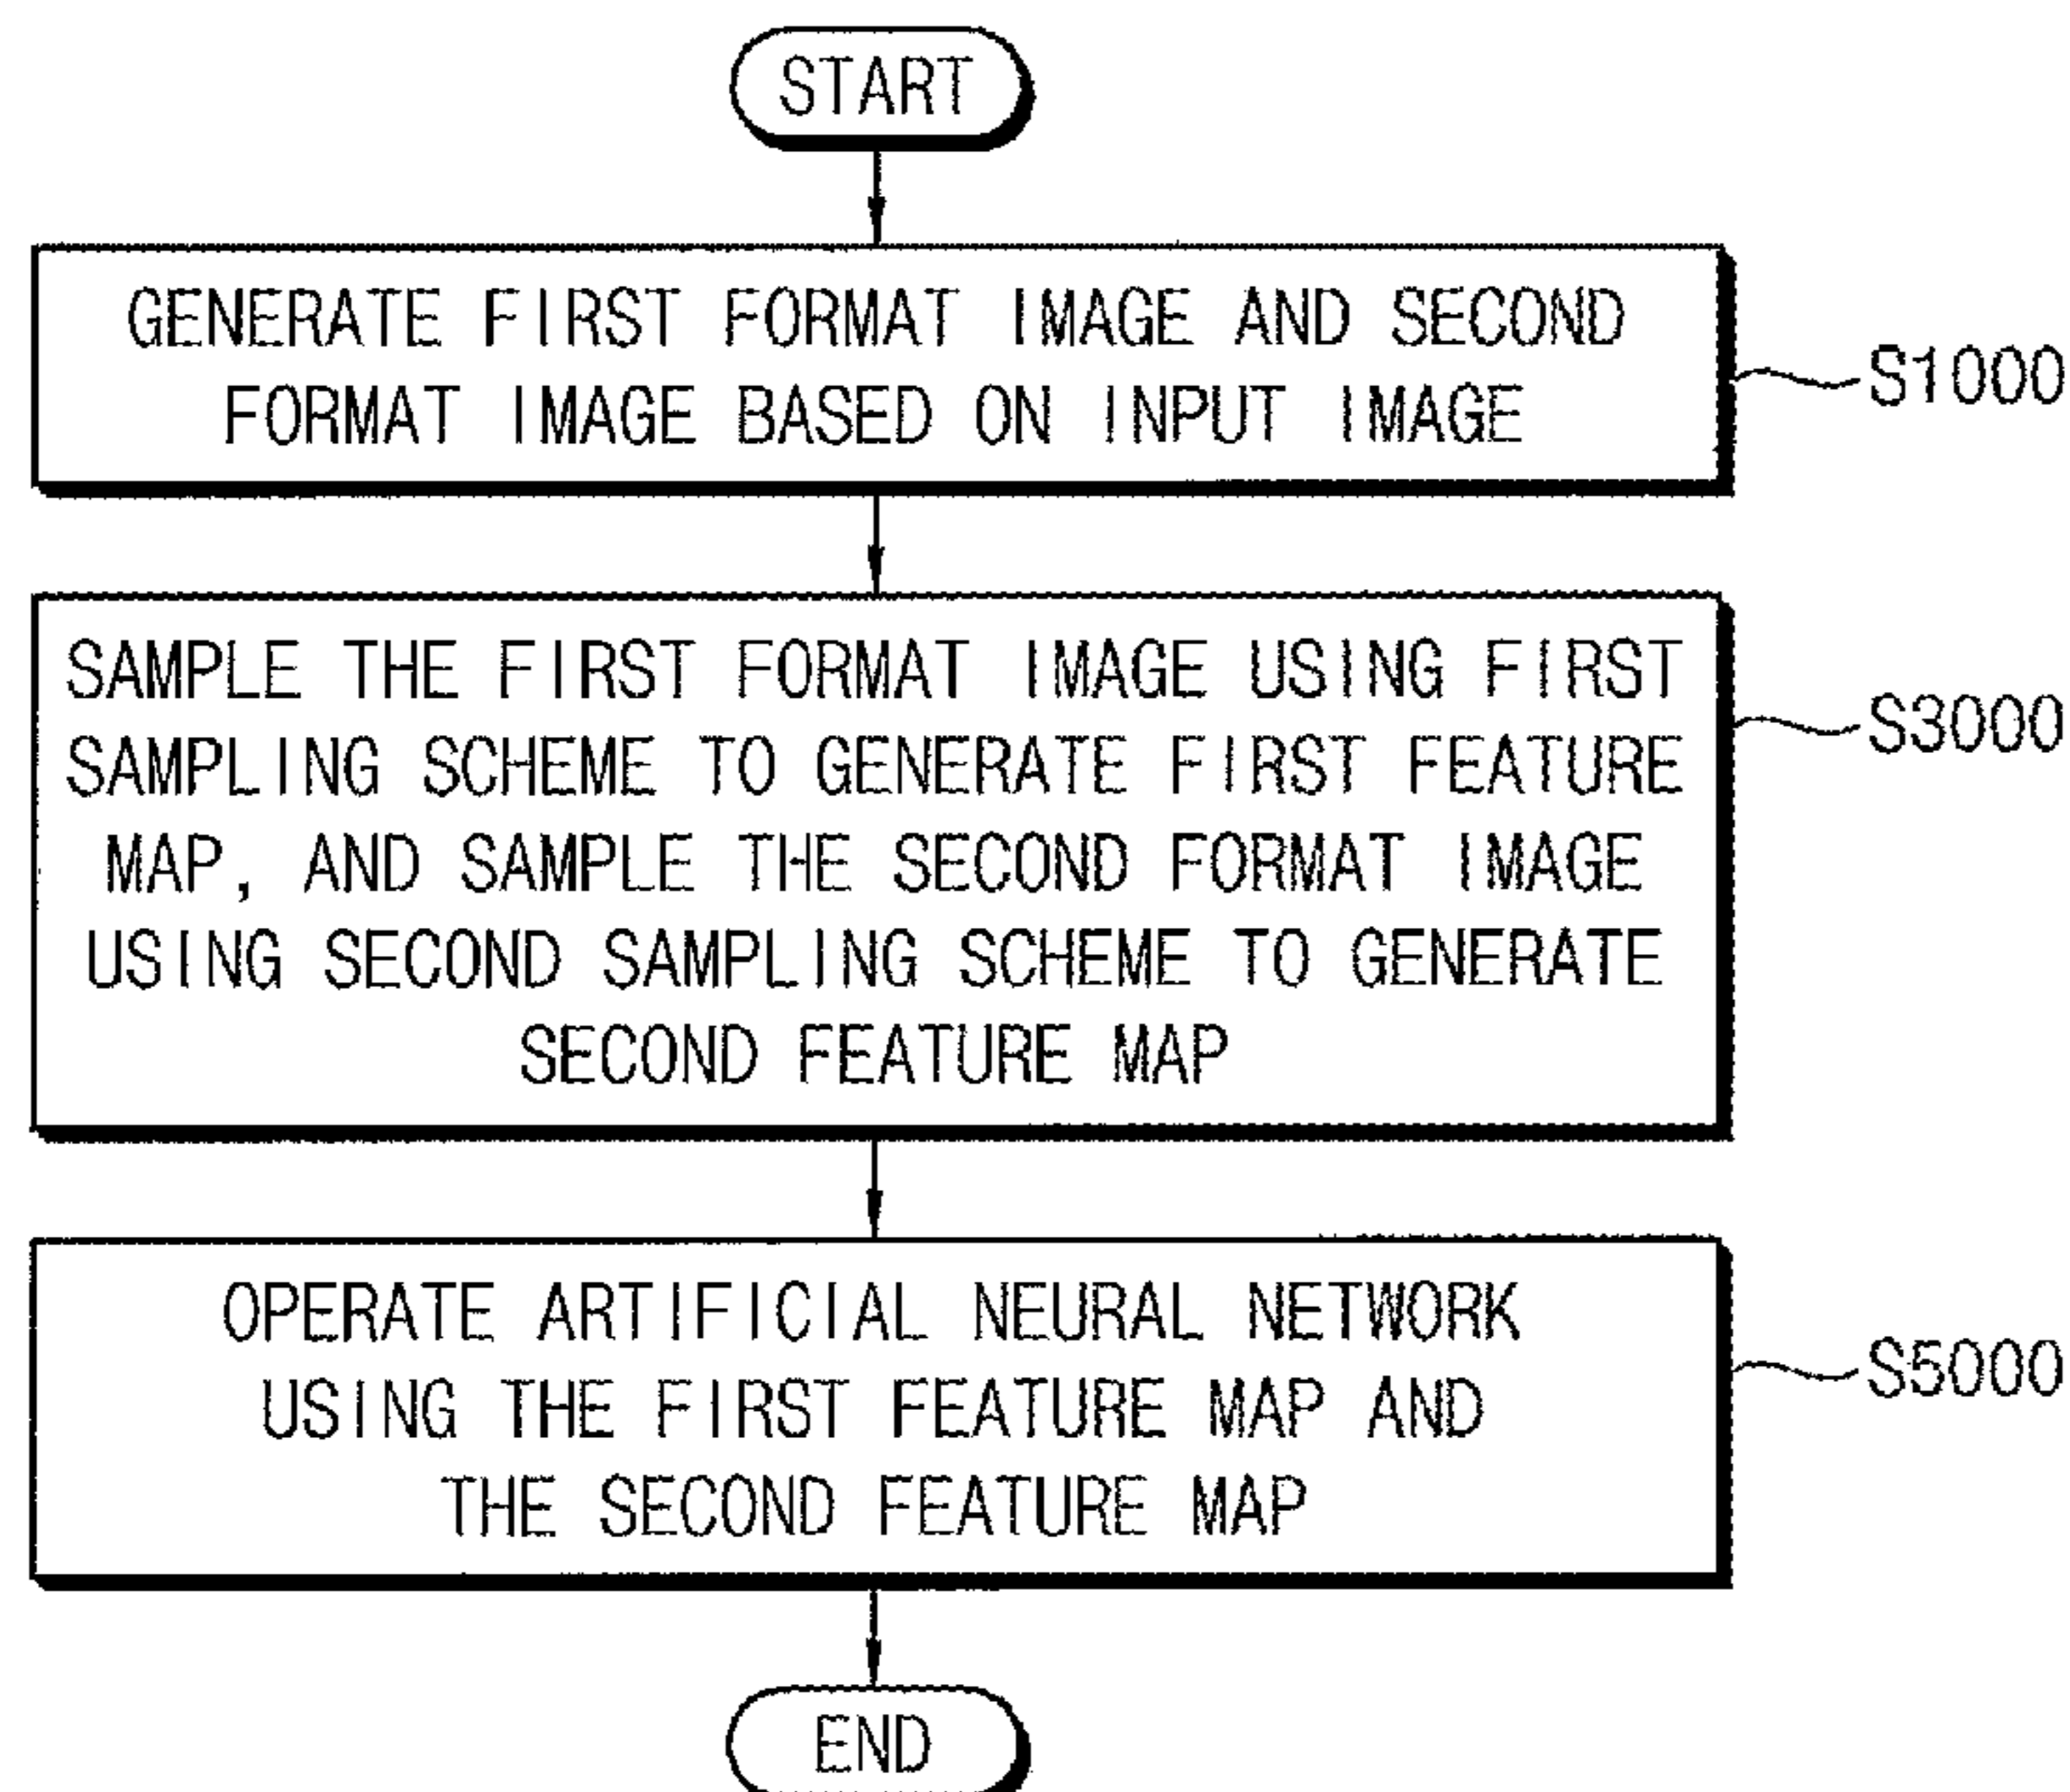 START
GENERATE FIRST FORMAT IMAGE AND SECOND
FORMAT IMAGE BASED ON INPUT IMAGE
S1000
SAMPLE THE FIRST FORMAT IMAGE USING FIRST
SAMPLING SCHEME TO GENERATE FIRST FEATURE
MAP, AND SAMPLE THE SECOND FORMAT IMAGE
USING SECOND SAMPLING SCHEME TO GENERATE
SECOND FEATURE MAP
S3000
OPERATE ARTIFICIAL NEURAL NETWORK
USING THE FIRST FEATURE MAP AND
THE SECOND FEATURE MAP
S5000
END